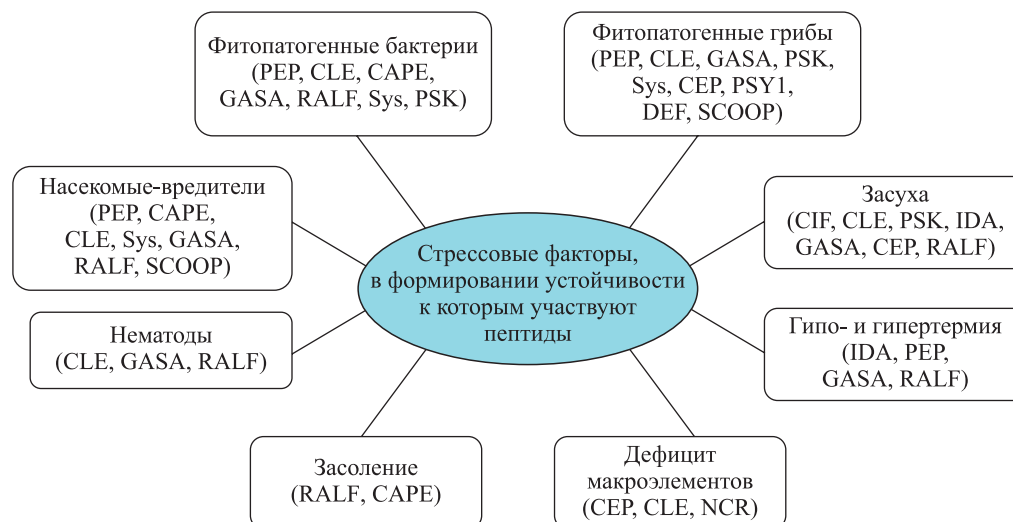 Фитопатогенные бактерии
(PEP, CLE, CAPE,
GASA, RALF, Sys, PSK)
Фитопатогенные грибы
(PEP, CLE, GASA, PSK,
Sys, CEP, PSY1,
DEF, SCOOP)
Насекомые-вредители
(PEP, CAPE,
CLE, Sys, GASA,
RALF, SCOOP)
Засуха
(CIF, CLE, PSK, IDA,
GASA, CEP, RALF)
Стрессовые факторы,
в формировании устойчивости
к которым участвуют
пептиды
Нематоды
(CLE, GASA, RALF)
Гипо- и гипертермия
(IDA, PEP,
GASA, RALF)
Засоление
(RALF, CAPE)
Дефицит
макроэлементов
(CEP, CLE, NCR)